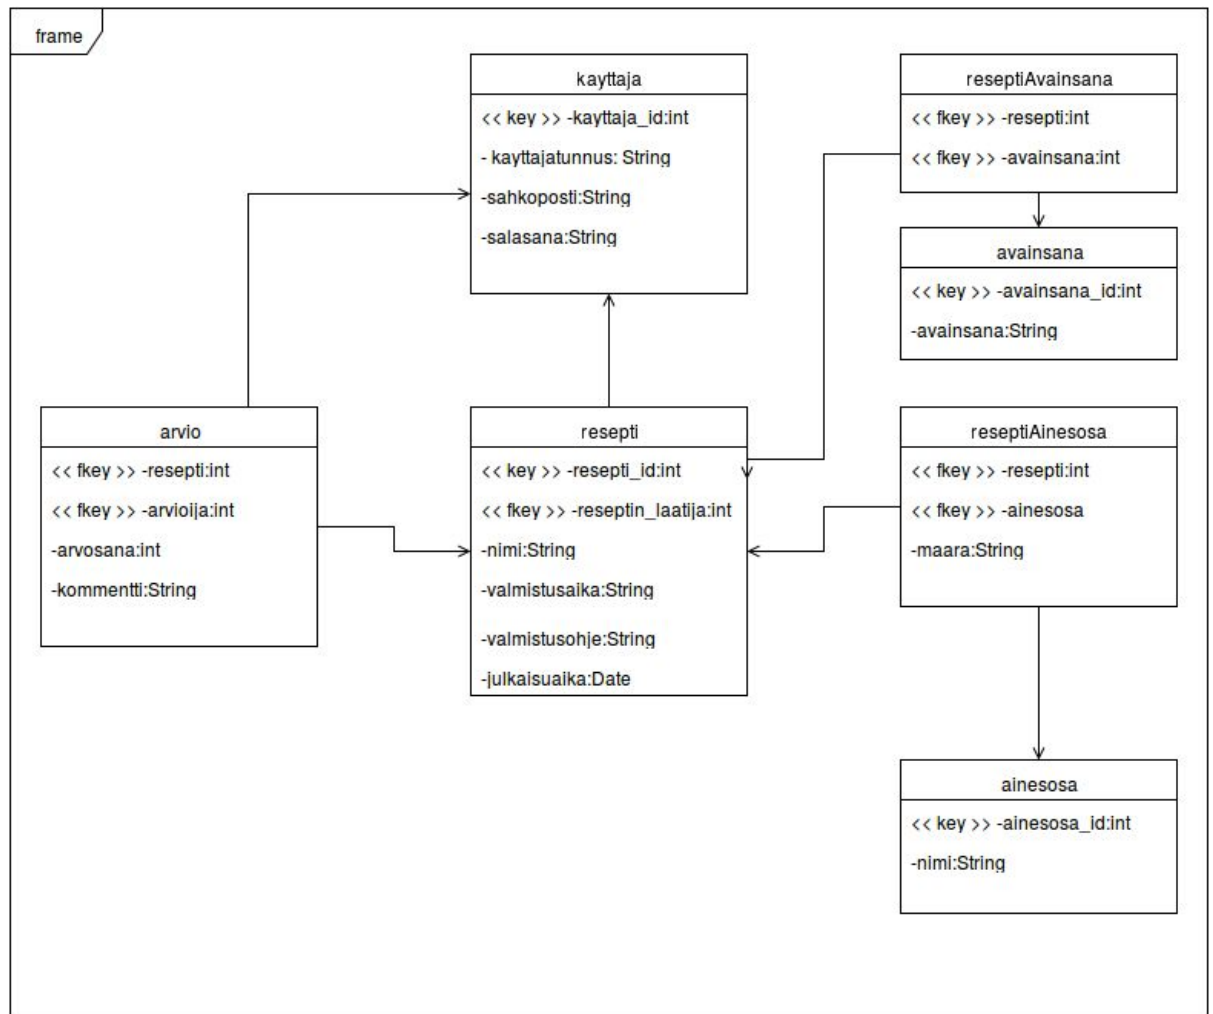 frame
kayttaja
<< key >> -kayttaja_id:int
- kayttajatunnus: String
-sahkoposti:String
-salasana:String
reseptiAvainsana
<< fkey >> -resepti:int
<< fkey >> -avainsana:int
avainsana
<< key >> -avainsana_id:int
-avainsana:String
arvio
<< fkey >> -resepti:int
<< fkey >> -arvioija:int
-arvosana:int
-kommentti:String
resepti
<< key >> -resepti_id:int
<< fkey >> -reseptin_laatija:int
-nimi:String
-valmistusaika:String
-valmistusohje:String
-julkaisuaika:Date
reseptiAinesosa
<< fkey >> -resepti:int
<< fkey >> -ainesosa
-maara:String
ainesosa
<< key >> -ainesosa_id:int
-nimi:String